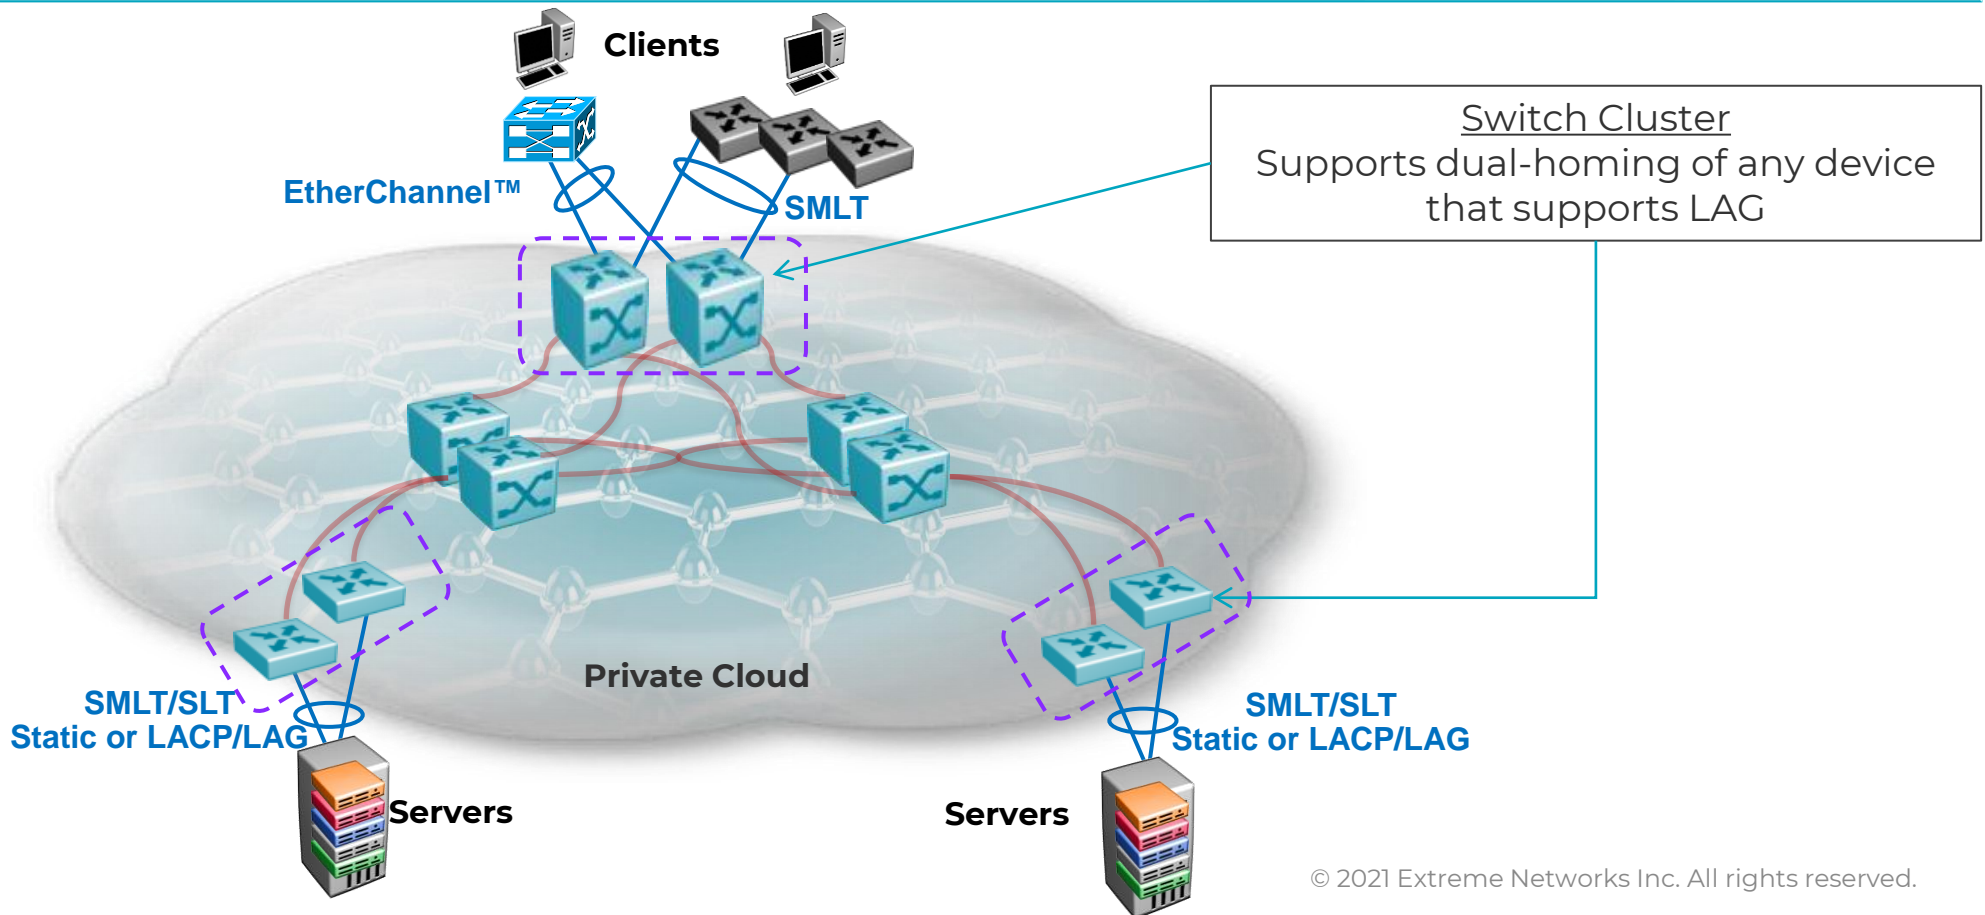 Clients
Switch Cluster
Supports dual-homing of any device
that supports LAG
EtherChannel™
SMLT
Private Cloud
SMLT/SLT
Static or LACP/LAG
SMLT/SLT
Static or LACP/LAG
Servers
Servers
© 2021 Extreme Networks Inc. All rights reserved.